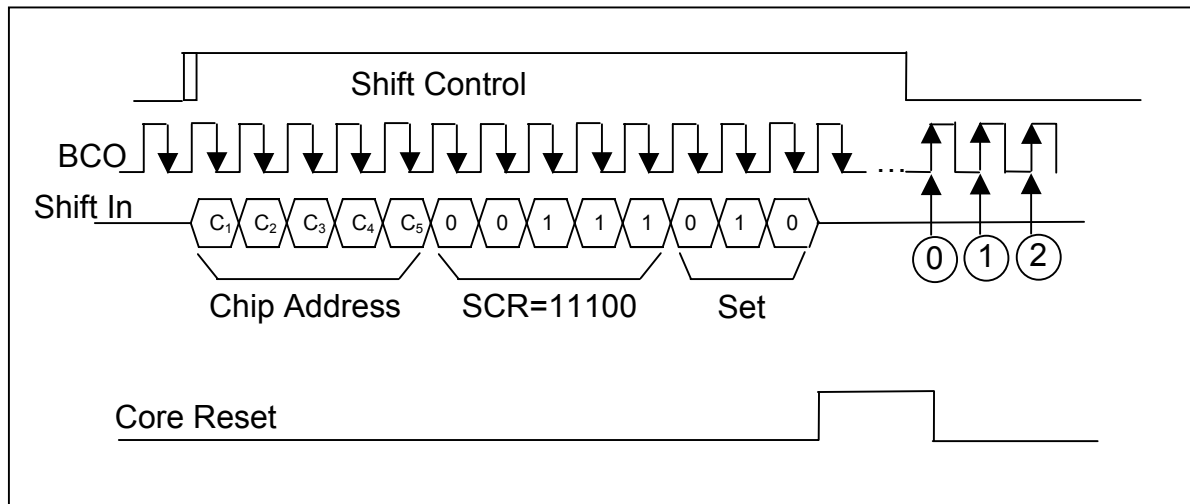 Shift Control
BCO
...
Shift In
C₁ C₂ C₃ C₄ C₅ 0 0 1 1 1 0 1 0
0 1 2
Chip Address SCR=11100 Set
Core Reset